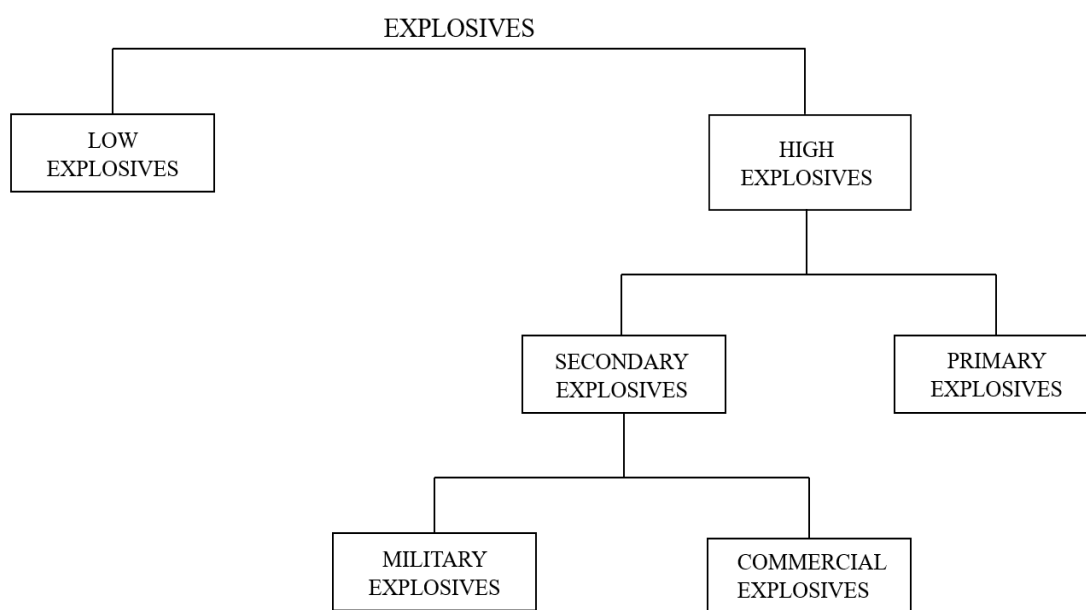 EXPLOSIVES
LOW
EXPLOSIVES
HIGH
EXPLOSIVES
SECONDARY
EXPLOSIVES
PRIMARY
EXPLOSIVES
MILITARY
EXPLOSIVES
COMMERCIAL
EXPLOSIVES